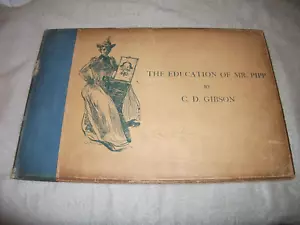 THE EDUCATION OF MR. PIPP
BY
C. D. GIBSON